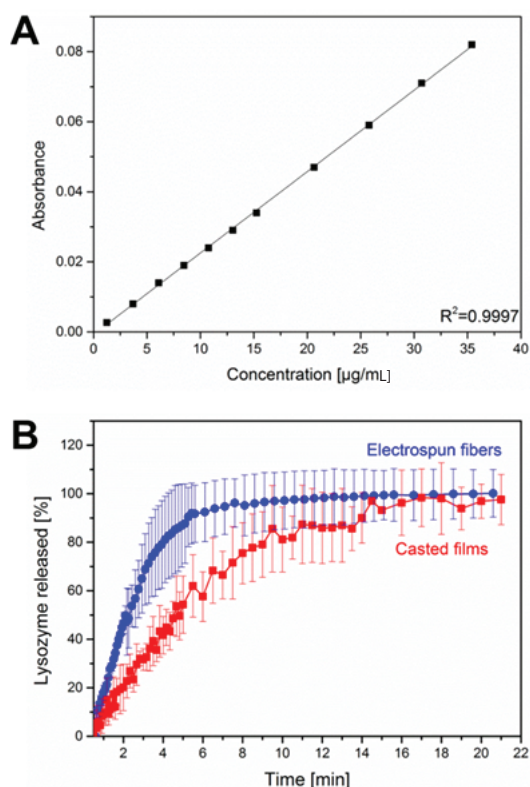 A
0.08
0.06
0.04
0.02
0.00
Absorbance
R²=0.9997
0 5 10 15 20 25 30 35 40
Concentration [µg/mL]
B
120
100
80
60
40
20
0
Lysozyme released [%]
Electrospun fibers
Casted films
2 4 6 8 10 12 14 16 18 20 22
Time [min]